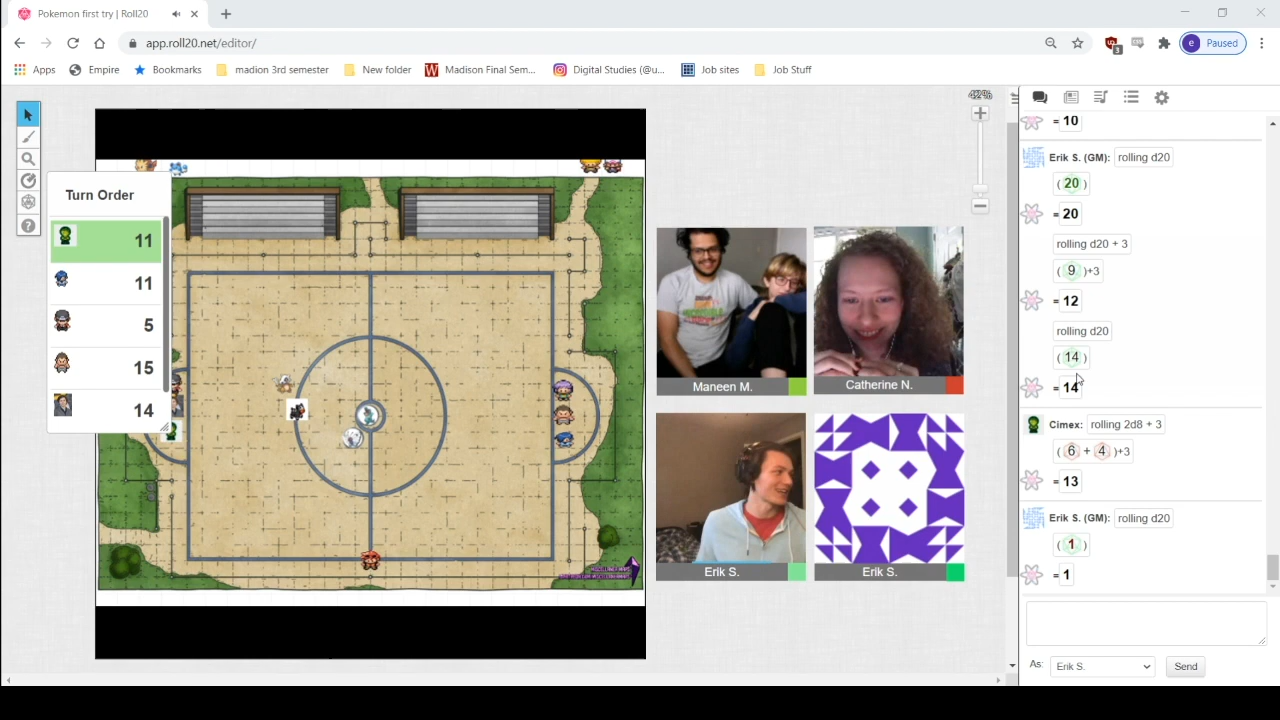 Pokemon first try | Roll20
app.roll20.net/editor/
3
e Paused
Apps Empire Bookmarks madion 3rd semester New folder Madison Final Sem... Digital Studies (@u... Job sites Job Stuff
42%
= 10
Erik S. (GM): rolling d20
( 20 )
= 20
rolling d20 + 3
( 9 )+3
= 12
rolling d20
( 14 )
= 14
Cimex: rolling 2d8 + 3
( 6 + 4 )+3
= 13
Erik S. (GM): rolling d20
( 1 )
= 1
As: Erik S.
Send
Turn Order
11
11
5
15
14
Maneen M.
Catherine N.
Erik S.
Erik S.